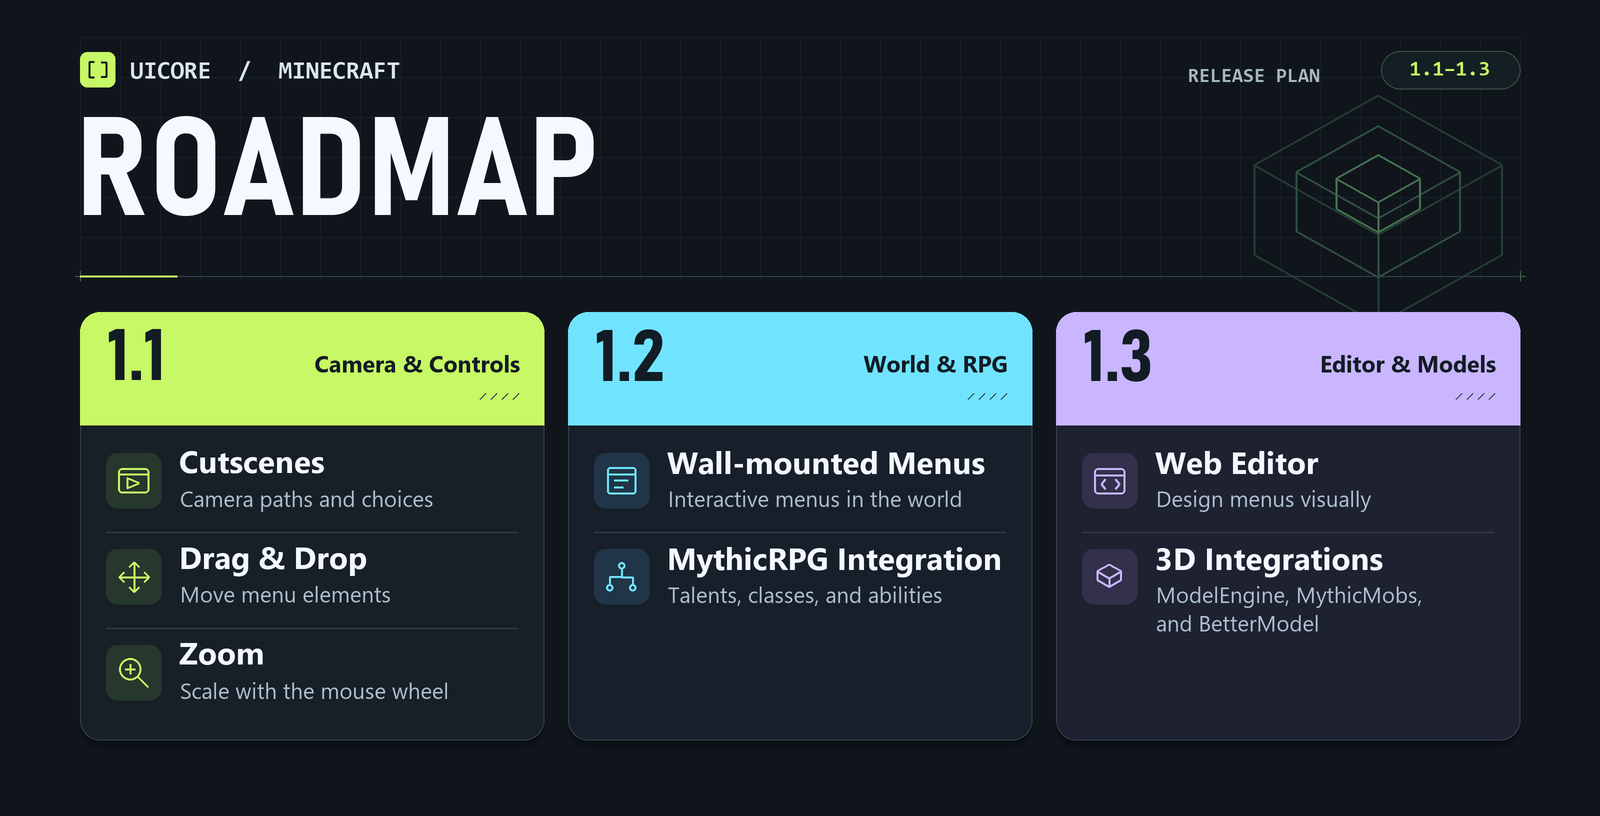 UICORE / MINECRAFT
RELEASE PLAN
1.1–1.3
ROADMAP
1.1
Camera & Controls
Cutscenes
Camera paths and choices
Drag & Drop
Move menu elements
Zoom
Scale with the mouse wheel
1.2
World & RPG
Wall-mounted Menus
Interactive menus in the world
MythicRPG Integration
Talents, classes, and abilities
1.3
Editor & Models
Web Editor
Design menus visually
3D Integrations
ModelEngine, MythicMobs,
and BetterModel